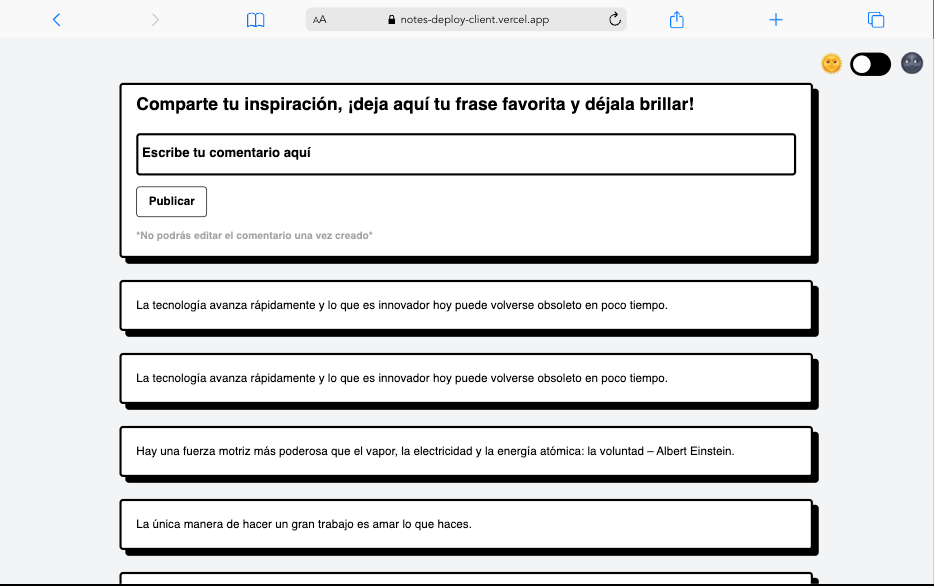 AA
notes-deploy-client.vercel.app
Comparte tu inspiración, ¡deja aquí tu frase favorita y déjala brillar!
Escribe tu comentario aquí
Publicar
*No podrás editar el comentario una vez creado*
La tecnología avanza rápidamente y lo que es innovador hoy puede volverse obsoleto en poco tiempo.
La tecnología avanza rápidamente y lo que es innovador hoy puede volverse obsoleto en poco tiempo.
Hay una fuerza motriz más poderosa que el vapor, la electricidad y la energía atómica: la voluntad – Albert Einstein.
La única manera de hacer un gran trabajo es amar lo que haces.